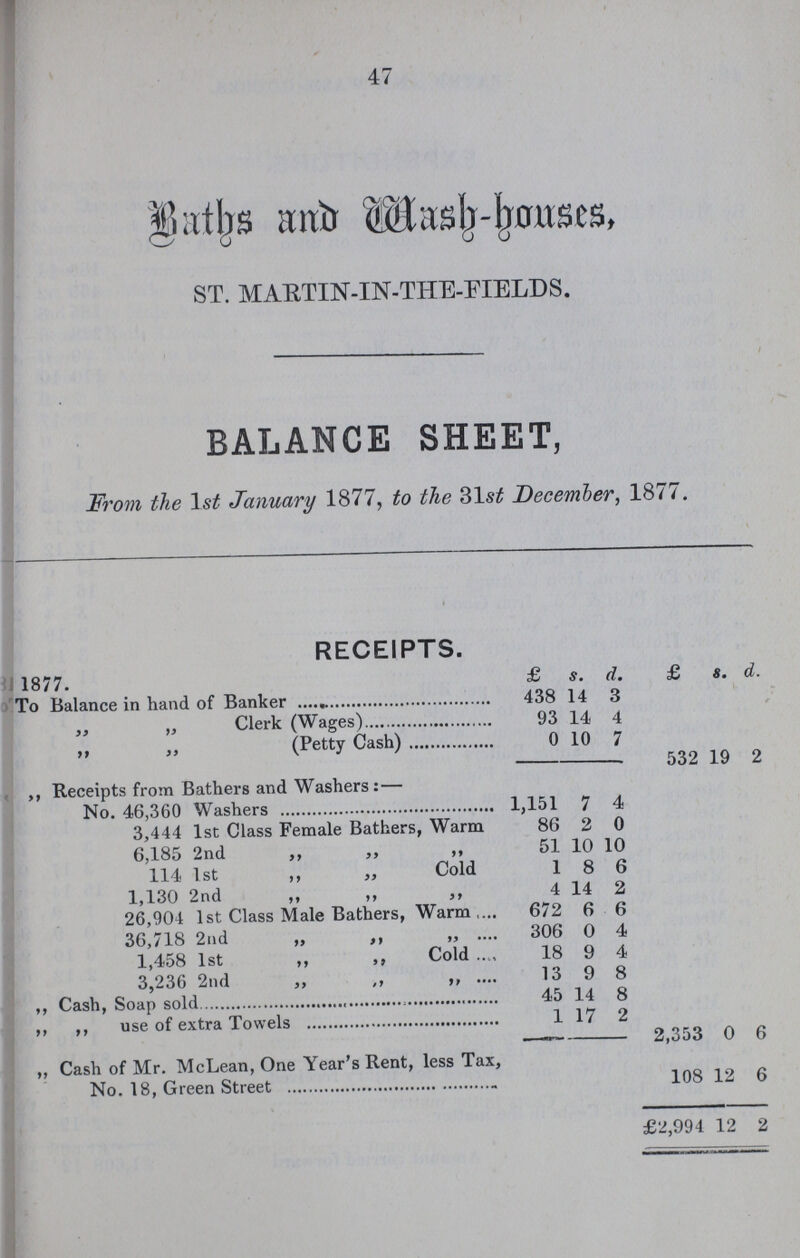 47
Baths and Wash-houses,
ST. MARTIN-IN-THE-FIELDS.
BALANCE SHEET,
From the 1st January 1877, to the 31st December, 1877.
RECEIPTS.
1877. £ s. d. £ s. d.
To Balance in hand of Banker ........ 438 14 3
,, ,, Clerk (Wages)........ 93 14 4
,, ,, (Petty Cash) ........ 0 10 7
532 19 2
,, Receipts from Bathers and Washers:—
No. 46,360 Washers ........ 1,151 7 4
3,444 1st Class Female Bathers, Warm 86 2 0
6,185 2nd ,, ,, ,, 51 10 10
114 1st ,, ,, Cold 1 8 6
1,130 2nd ,, ,, ,, 4 14 2
26,904 1st Class Male Bathers, Warm .... 672 6 6
36,718 2nd ,, ,, ,, .... 306 0 4
1,458 1st ,, ,, Cold .... 18 9 4
3,236 2nd ,, ,, ,, .... 13 9 8
,, Cash, Soap sold........ 45 14 8
,, ,, use of extra Towels ........ 1 17 2
2,353 0 6
,, Cash of Mr. McLean, One Year's Rent, less Tax,
No. 18, Green Street ........ 108 12 6
£2,994 12 2